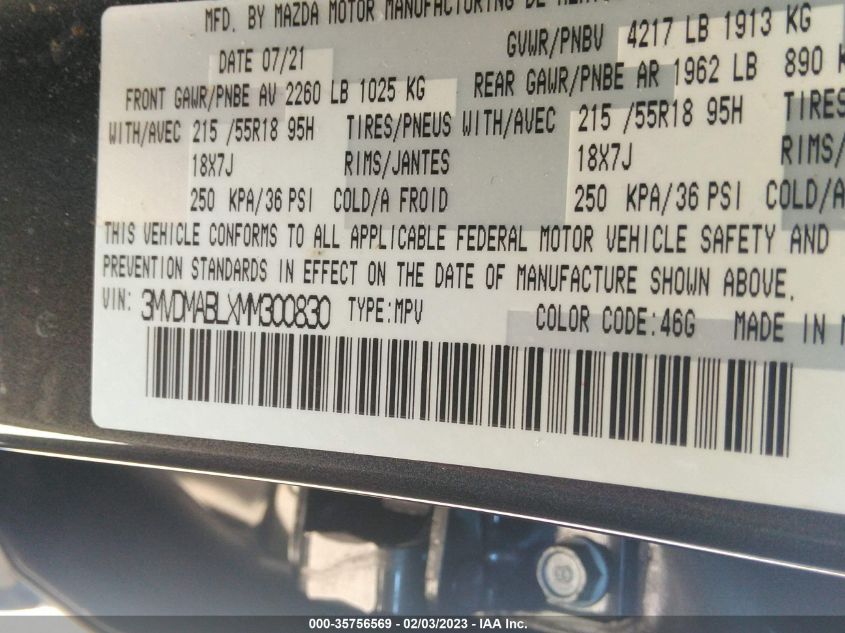 MFD. BY MAZDA MOTOR MANUFACTURING DE
DATE 07/21 GVWR/PNBV 4217 LB 1913 KG
FRONT GAWR/PNBE AV 2260 LB 1025 KG REAR GAWR/PNBE AR 1962 LB 890
WITH/AVEC 215 /55R18 95H TIRES/PNEUS WITH/AVEC 215 /55R18 95H TIRES/
18X7J RIMS/JANTES 18X7J RIMS/
250 KPA/36 PSI COLD/A FROID 250 KPA/36 PSI COLD/A
THIS VEHICLE CONFORMS TO ALL APPLICABLE FEDERAL MOTOR VEHICLE SAFETY AND
PREVENTION STANDARDS IN EFFECT ON THE DATE OF MANUFACTURE SHOWN ABOVE.
VIN: 3MVDMABLXMM300830 TYPE:MPV COLOR CODE:46G MADE IN
000-35756569 - 02/03/2023 - IAA Inc.